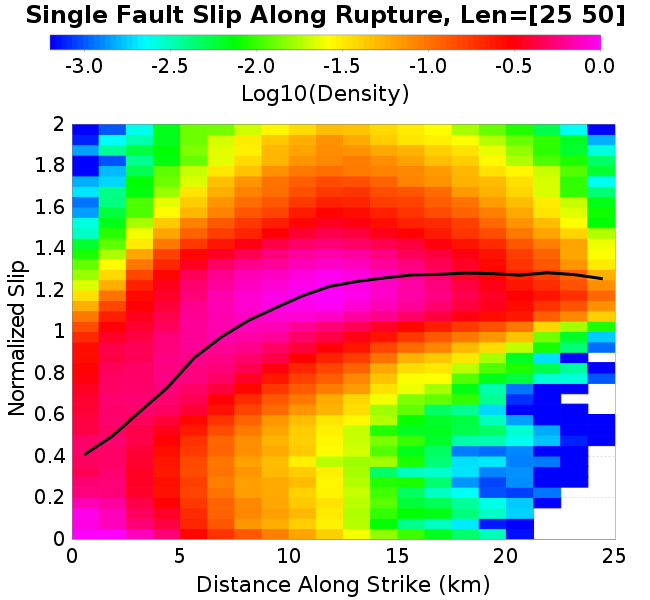 Single Fault Slip Along Rupture, Len=[25 50]
-3.0 -2.5 -2.0 -1.5 -1.0 -0.5 0.0
Log10(Density)
2
1.8
1.6
1.4
1.2
1
0.8
0.6
0.4
0.2
0
Normalized Slip
0 5 10 15 20 25
Distance Along Strike (km)